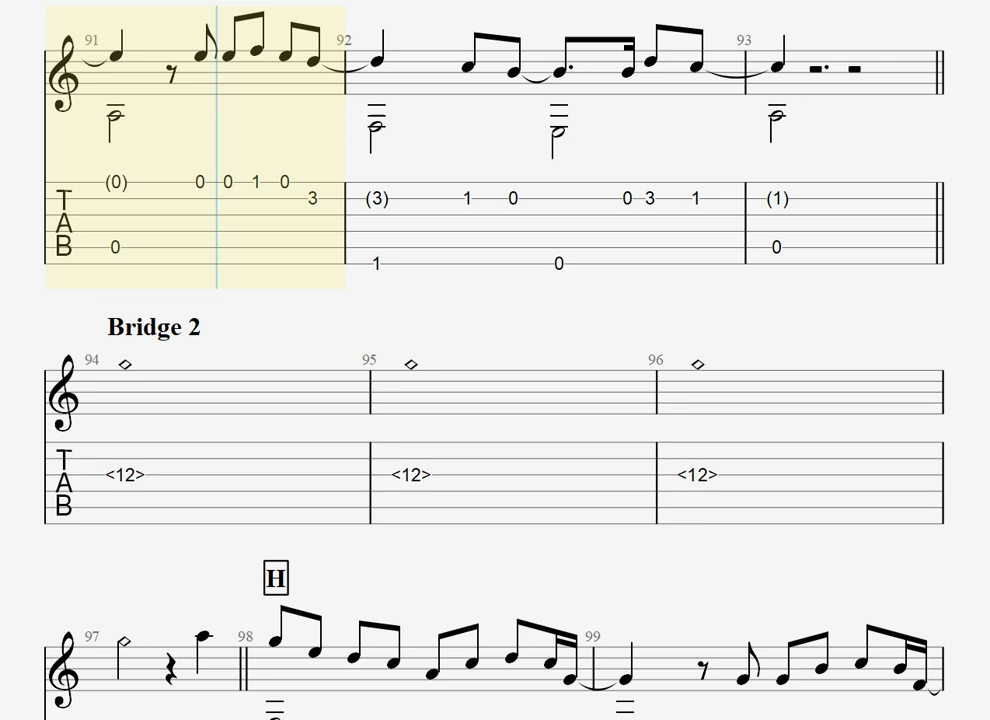 91 92 93
(0) 0 0 1 0
T 3 (3) 1 0 0 3 1 (1)
A
B 0 0
1 0
Bridge 2
94 95 96
T
A <12> <12> <12>
B
H
97 98 99